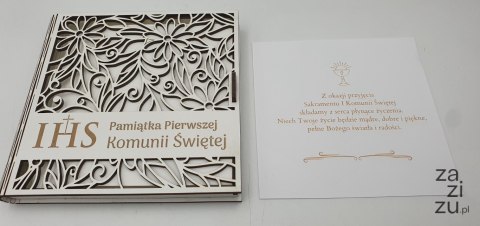 IHS
Pamiątka Pierwszej
Komunii Świętej
Z okazji przyjęcia
Sakramentu I Komunii Świętej
składamy z serca płynące życzenia.
Niech Twoje życie będzie mądre, dobre i piękne,
pełne Bożego światła i radości.
za
zi
zu.pl